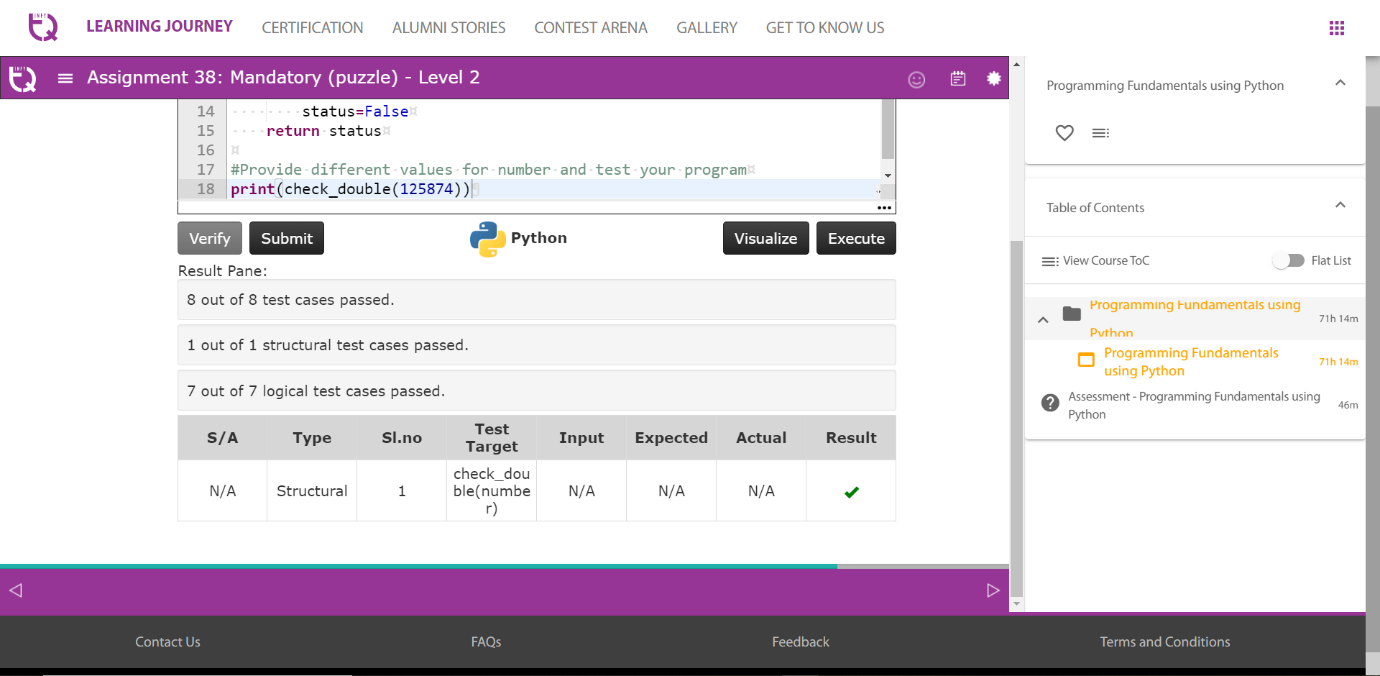 LEARNING JOURNEY CERTIFICATION ALUMNI STORIES CONTEST ARENA GALLERY GET TO KNOW US
Assignment 38: Mandatory (puzzle) - Level 2
14 status=False
15 return status
16
17 #Provide different values for number and test your program
18 print(check_double(125874))
Verify Submit Python Visualize Execute
Result Pane:
8 out of 8 test cases passed.
1 out of 1 structural test cases passed.
7 out of 7 logical test cases passed.
S/A Type Sl.no Test Target Input Expected Actual Result
N/A Structural 1 check_dou
ble(numbe
r) N/A N/A N/A
Programming Fundamentals using Python
Table of Contents
View Course ToC Flat List
Programming Fundamentals using
Python 71h 14m
Programming Fundamentals
using Python 71h 14m
Assessment - Programming Fundamentals using
Python 46m
Contact Us FAQs Feedback Terms and Conditions